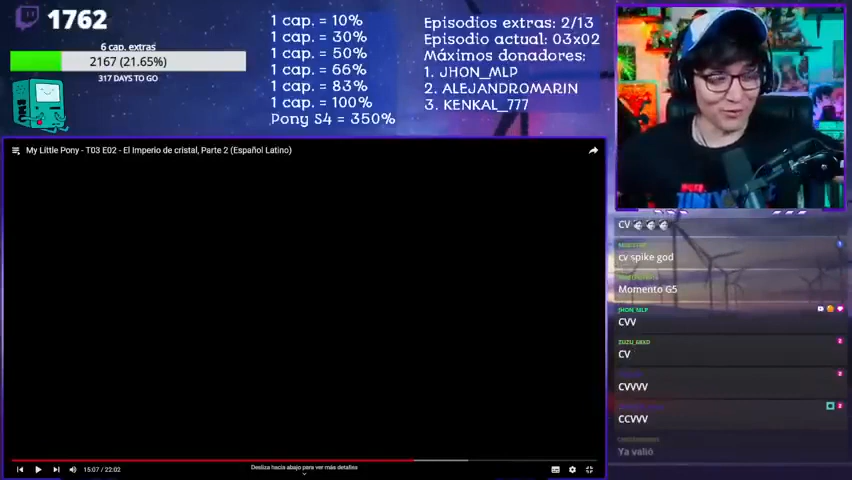 1762
6 cap. extras
2167 (21.65%)
317 DAYS TO GO
1 cap. = 10%
1 cap. = 30%
1 cap. = 50%
1 cap. = 66%
1 cap. = 83%
1 cap. = 100%
Pony S4 = 350%
Episodios extras: 2/13
Episodio actual: 03x02
Máximos donadores:
1. JHON_MLP
2. ALEJANDROMARIN
3. KENKAL_777
My Little Pony - T03 E02 - El Imperio de cristal, Parte 2 (Español Latino)
CV
cv spike god
Momento G5
JHON_MLP
CVV
CV
CVVVV
CCVVV
Ya valió
15:07 / 22:02
Desliza hacia abajo para ver más detalles